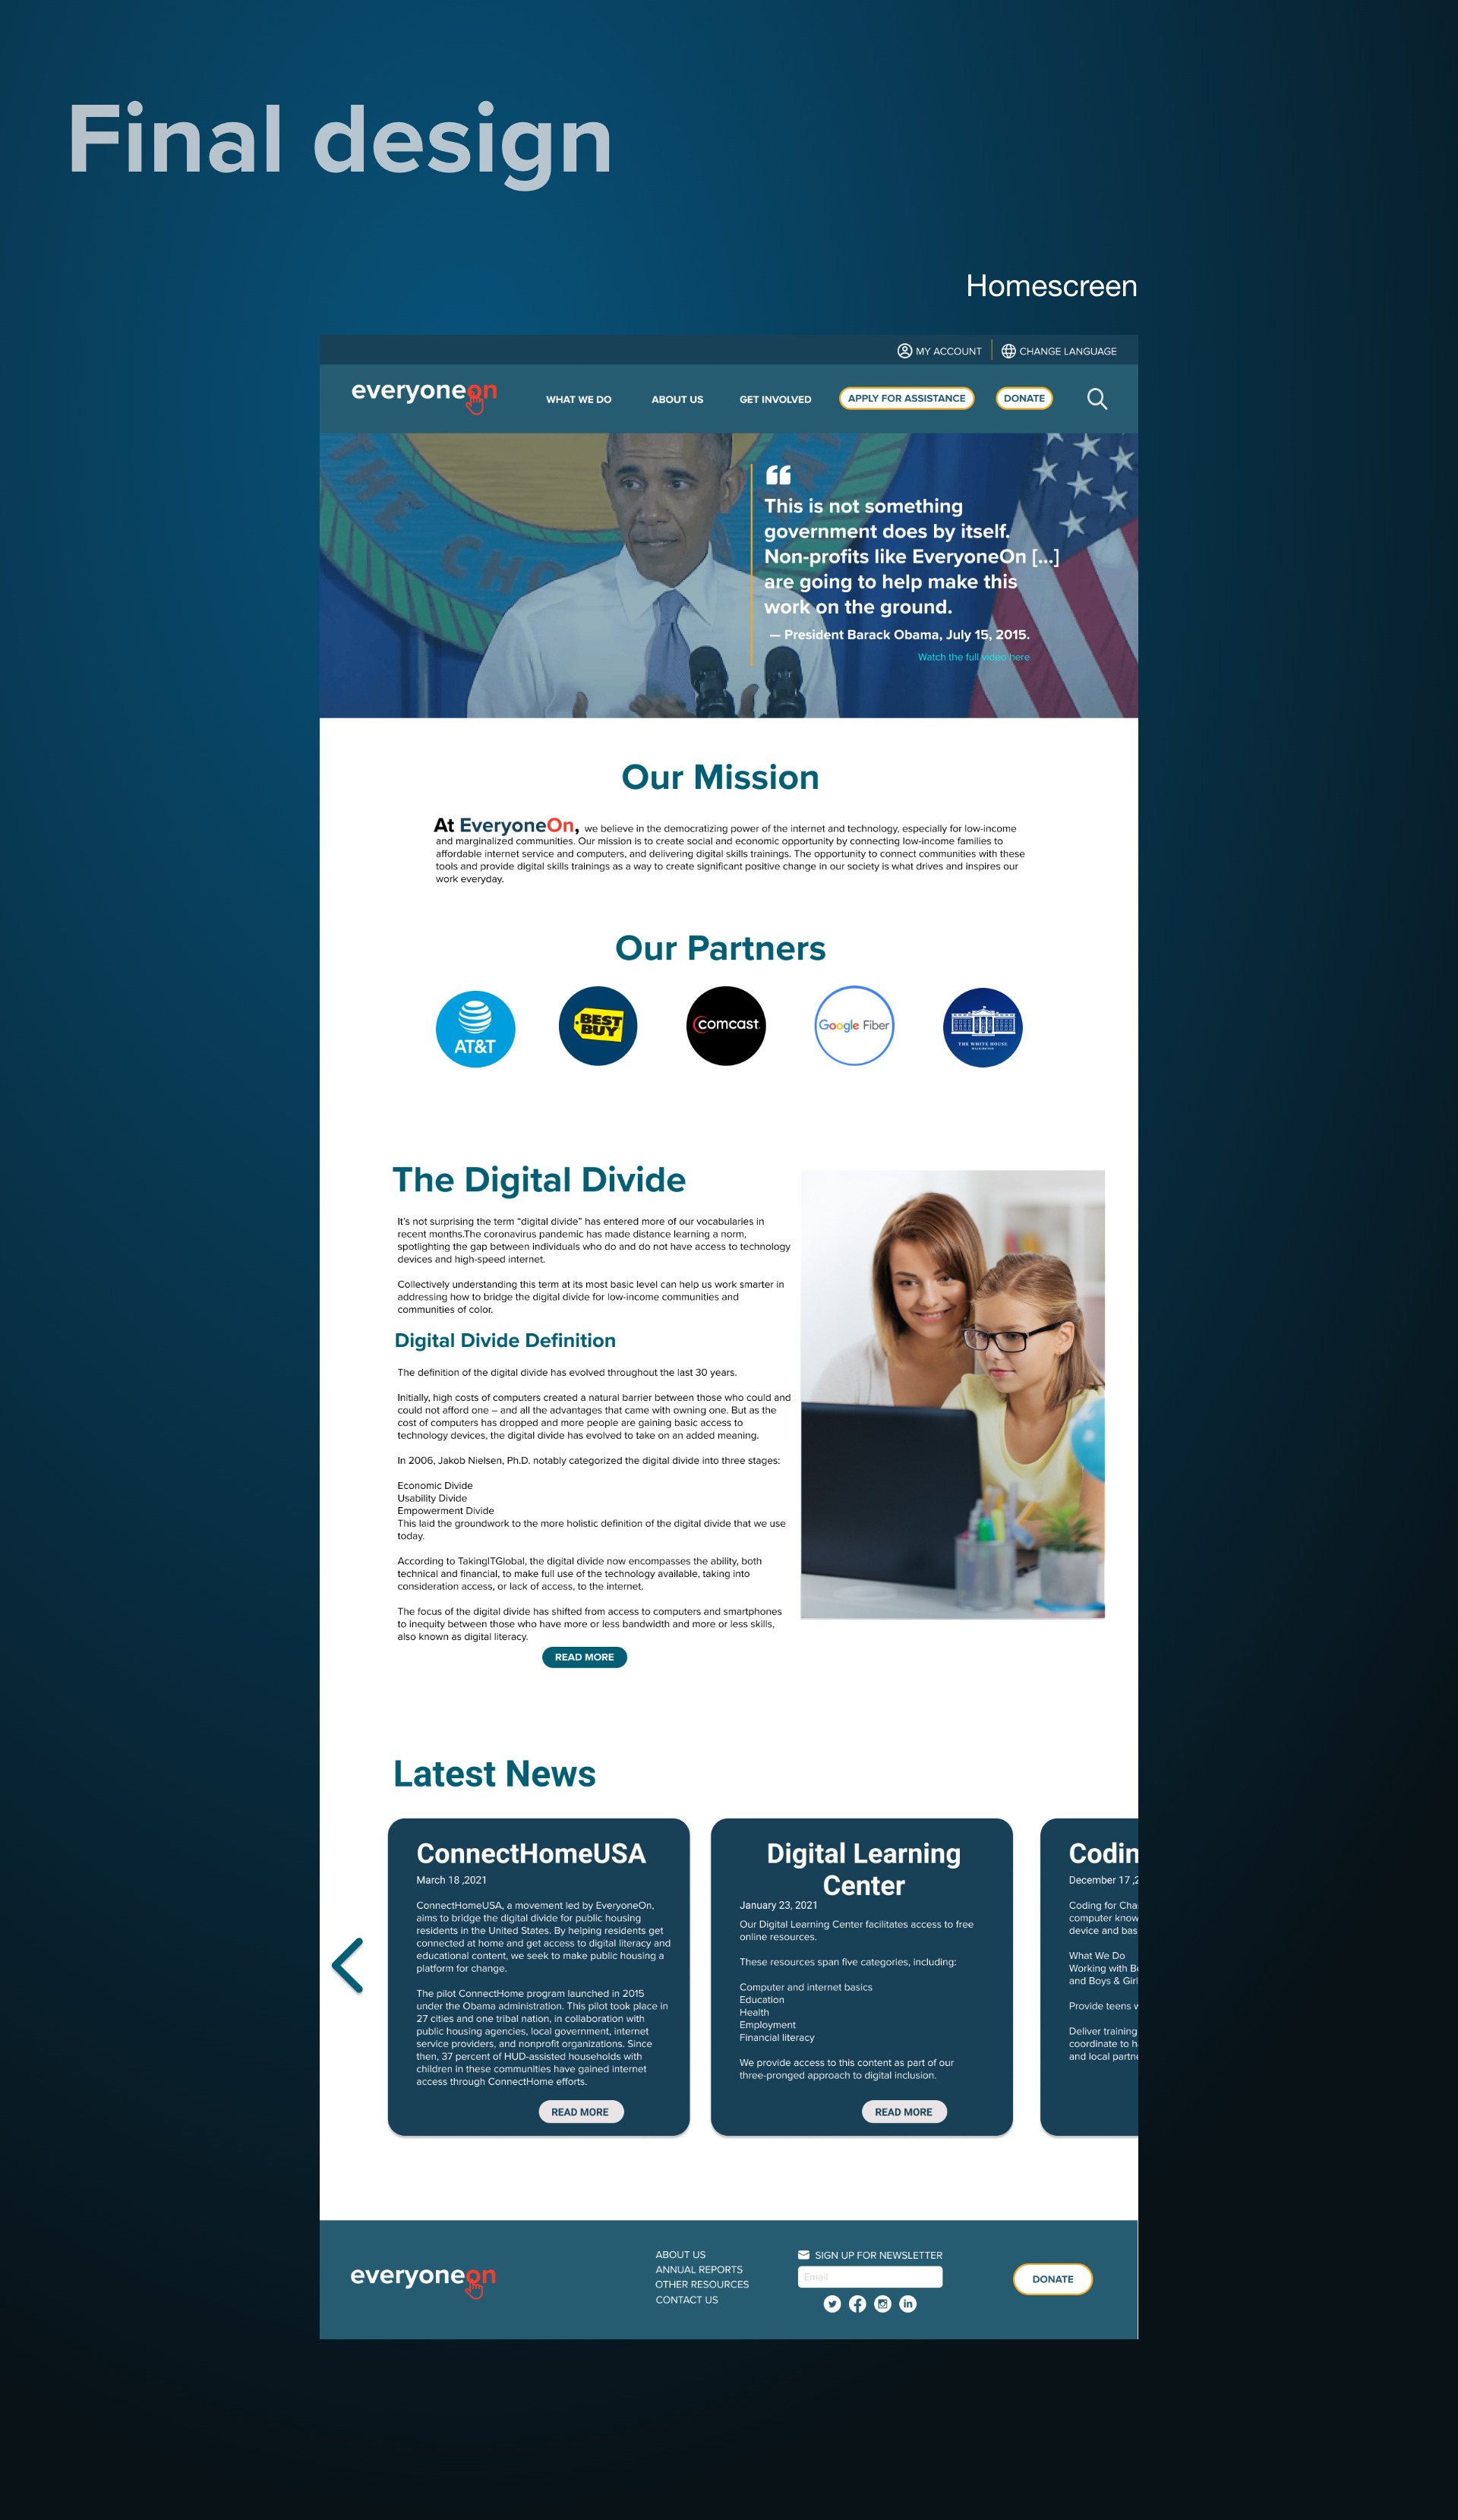 Final design
Homescreen
MY ACCOUNT
CHANGE LANGUAGE
everyoneon
WHAT WE DO
ABOUT US
GET INVOLVED
APPLY FOR ASSISTANCE
DONATE
THE CHO
This is not something
government does by itself.
Non-profits like EveryoneOn [...]
are going to help make this
work on the ground.
— President Barack Obama, July 15, 2015.
Watch the full video here
Our Mission
At EveryoneOn, we believe in the democratizing power of the internet and technology, especially for low-income
and marginalized communities. Our mission is to create social and economic opportunity by connecting low-income families to
affordable internet service and computers, and delivering digital skills trainings. The opportunity to connect communities with these
tools and provide digital skills trainings as a way to create significant positive change in our society is what drives and inspires our
work everyday.
Our Partners
AT&T
BEST
BUY
comcast
Google Fiber
THE WHITE HOUSE
WASHINGTON
The Digital Divide
It's not surprising the term “digital divide” has entered more of our vocabularies in
recent months.The coronavirus pandemic has made distance learning a norm,
spotlighting the gap between individuals who do and do not have access to technology
devices and high-speed internet.
Collectively understanding this term at its most basic level can help us work smarter in
addressing how to bridge the digital divide for low-income communities and
communities of color.
Digital Divide Definition
The definition of the digital divide has evolved throughout the last 30 years.
Initially, high costs of computers created a natural barrier between those who could and
could not afford one – and all the advantages that came with owning one. But as the
cost of computers has dropped and more people are gaining basic access to
technology devices, the digital divide has evolved to take on an added meaning.
In 2006, Jakob Nielsen, Ph.D. notably categorized the digital divide into three stages:
Economic Divide
Usability Divide
Empowerment Divide
This laid the groundwork to the more holistic definition of the digital divide that we use
today.
According to TakingITGlobal, the digital divide now encompasses the ability, both
technical and financial, to make full use of the technology available, taking into
consideration access, or lack of access, to the internet.
The focus of the digital divide has shifted from access to computers and smartphones
to inequity between those who have more or less bandwidth and more or less skills,
also known as digital literacy.
READ MORE
Latest News
ConnectHomeUSA
March 18 ,2021
ConnectHomeUSA, a movement led by EveryoneOn,
aims to bridge the digital divide for public housing
residents in the United States. By helping residents get
connected at home and get access to digital literacy and
educational content, we seek to make public housing a
platform for change.
The pilot ConnectHome program launched in 2015
under the Obama administration. This pilot took place in
27 cities and one tribal nation, in collaboration with
public housing agencies, local government, internet
service providers, and nonprofit organizations. Since
then, 37 percent of HUD-assisted households with
children in these communities have gained internet
access through ConnectHome efforts.
READ MORE
Digital Learning
Center
January 23, 2021
Our Digital Learning Center facilitates access to free
online resources.
These resources span five categories, including:
Computer and internet basics
Education
Health
Employment
Financial literacy
We provide access to this content as part of our
three-pronged approach to digital inclusion.
READ MORE
Codin
December 17 ,2
Coding for Cha
computer know
device and bas
What We Do
Working with Bo
and Boys & Girl
Provide teens w
Deliver training
coordinate to h
and local partne
everyoneon
ABOUT US
ANNUAL REPORTS
OTHER RESOURCES
CONTACT US
SIGN UP FOR NEWSLETTER
Email
DONATE